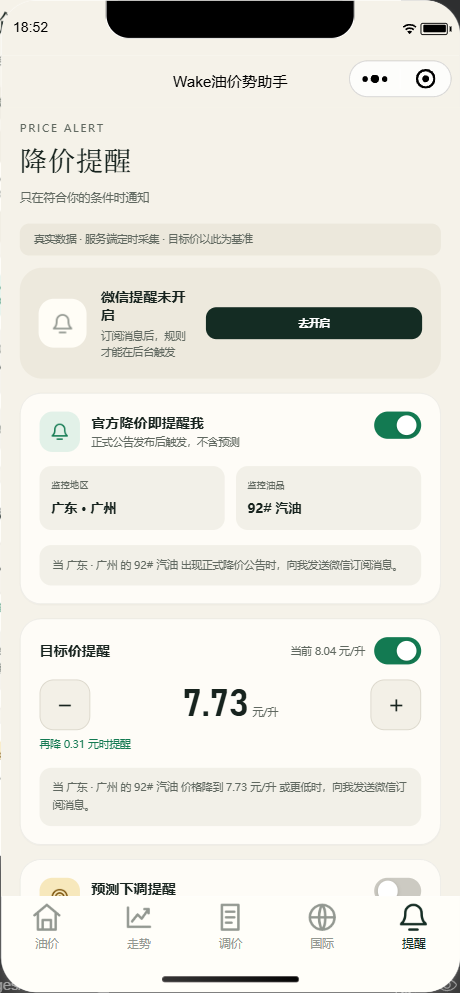 18:52
Wake油价势助手
PRICE ALERT
降价提醒
只在符合你的条件时通知
真实数据 · 服务端定时采集 · 目标价以此为基准
微信提醒未开
启
订阅消息后，规则
才能在后台触发
去开启
官方降价即提醒我
正式公告发布后触发，不含预测
监控地区
广东 · 广州
监控油品
92# 汽油
当 广东 · 广州 的 92# 汽油 出现正式降价公告时，向我发送微信订阅消息。
目标价提醒
当前 8.04 元/升
−
7.73 元/升
+
再降 0.31 元时提醒
当 广东 · 广州 的 92# 汽油 价格降到 7.73 元/升 或更低时，向我发送微信订
阅消息。
预测下调提醒
油价
走势
调价
国际
提醒